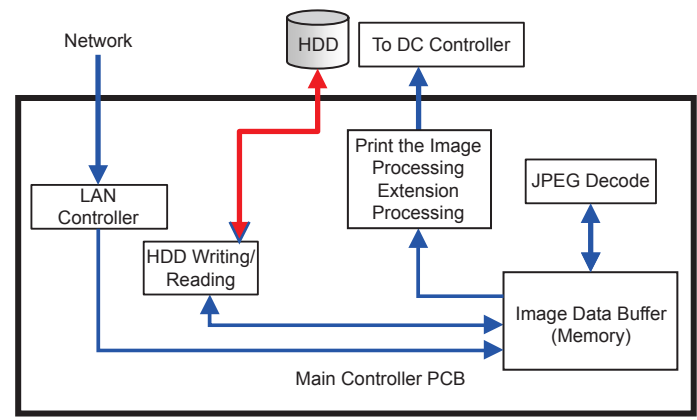 Network
HDD
To DC Controller
Print the Image
Processing
Extension
Processing
JPEG Decode
LAN
Controller
HDD Writing/
Reading
Image Data Buffer
(Memory)
Main Controller PCB